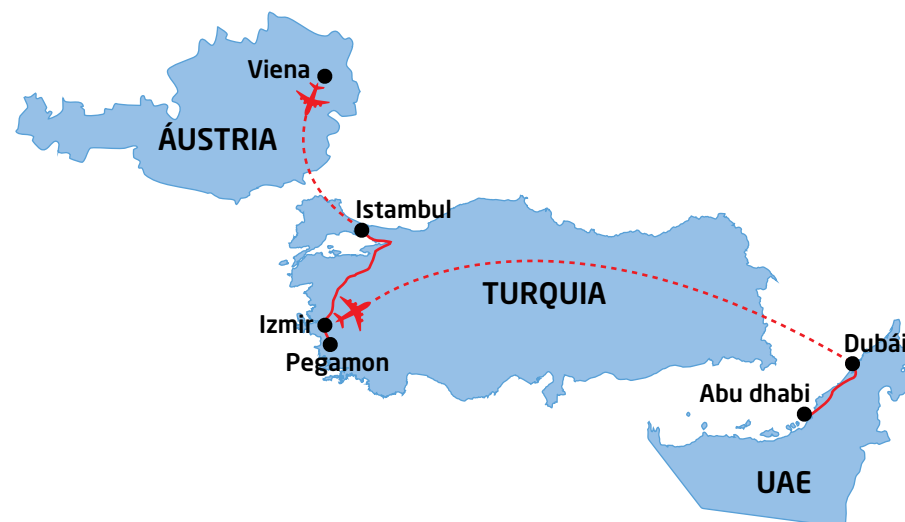 Viena
ÁUSTRIA
Istambul
TURQUIA
Izmir
Pegamon
Dubái
Abu dhabi
UAE